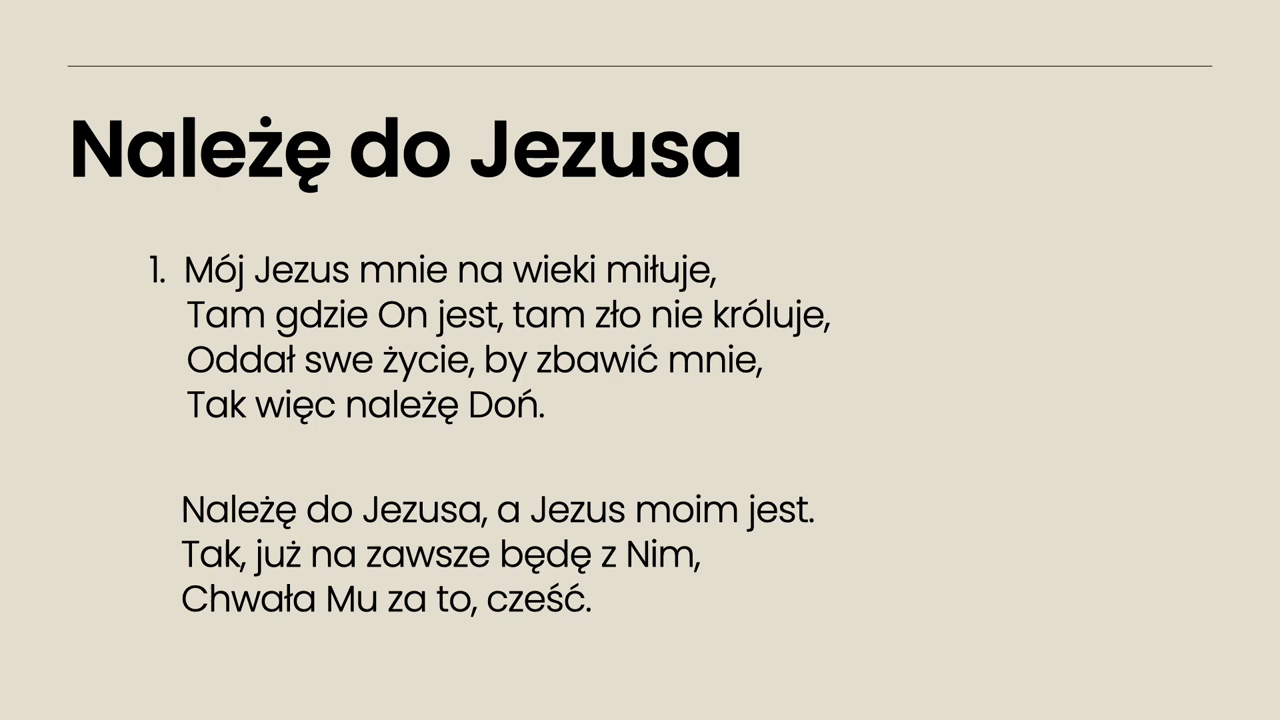 Należę do Jezusa
1. Mój Jezus mnie na wieki miłuje,
Tam gdzie On jest, tam zło nie króluje,
Oddał swe życie, by zbawić mnie,
Tak więc należę Doń.
Należę do Jezusa, a Jezus moim jest.
Tak, już na zawsze będę z Nim,
Chwała Mu za to, cześć.